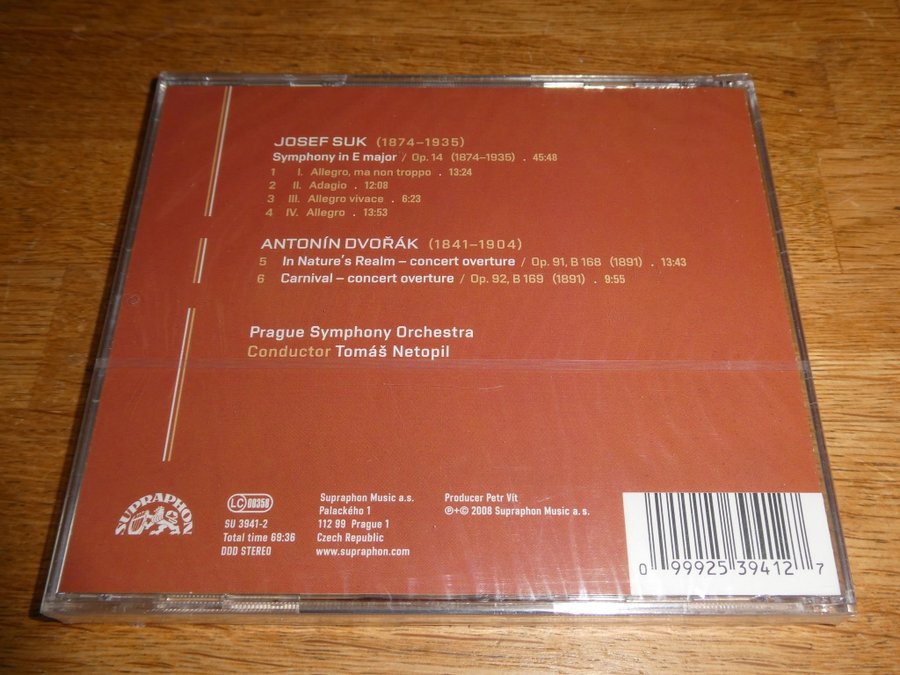 JOSEF SUK (1874–1935)
Symphony in E major / Op. 14 (1874–1935) . 45:48
1 I. Allegro, ma non troppo . 13:24
2 II. Adagio . 12:08
3 III. Allegro vivace . 6:23
4 IV. Allegro . 13:53
ANTONÍN DVOŘÁK (1841–1904)
5 In Nature's Realm – concert overture / Op. 91, B 168 (1891) . 13:43
6 Carnival – concert overture / Op. 92, B 169 (1891) . 9:55
Prague Symphony Orchestra
Conductor Tomáš Netopil
SUPRAPHON
LC 00358
SU 3941-2
Total time 69:36
DDD STEREO
Supraphon Music a.s.
Palackého 1
112 99 Prague 1
Czech Republic
www.supraphon.com
Producer Petr Vít
℗+© 2008 Supraphon Music a. s.
0 99925 39412 7